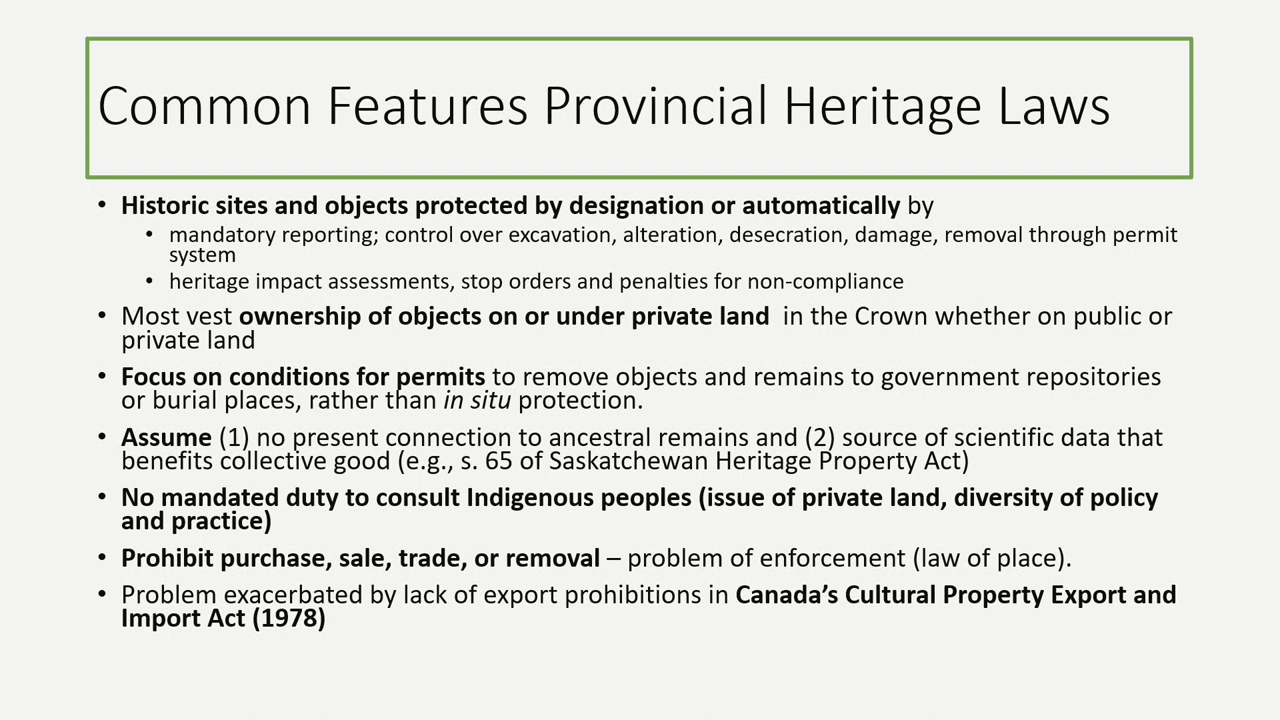 Common Features Provincial Heritage Laws
• Historic sites and objects protected by designation or automatically by
• mandatory reporting; control over excavation, alteration, desecration, damage, removal through permit
system
• heritage impact assessments, stop orders and penalties for non-compliance
• Most vest ownership of objects on or under private land  in the Crown whether on public or
private land
• Focus on conditions for permits to remove objects and remains to government repositories
or burial places, rather than in situ protection.
• Assume (1) no present connection to ancestral remains and (2) source of scientific data that
benefits collective good (e.g., s. 65 of Saskatchewan Heritage Property Act)
• No mandated duty to consult Indigenous peoples (issue of private land, diversity of policy
and practice)
• Prohibit purchase, sale, trade, or removal – problem of enforcement (law of place).
• Problem exacerbated by lack of export prohibitions in Canada’s Cultural Property Export and
Import Act (1978)